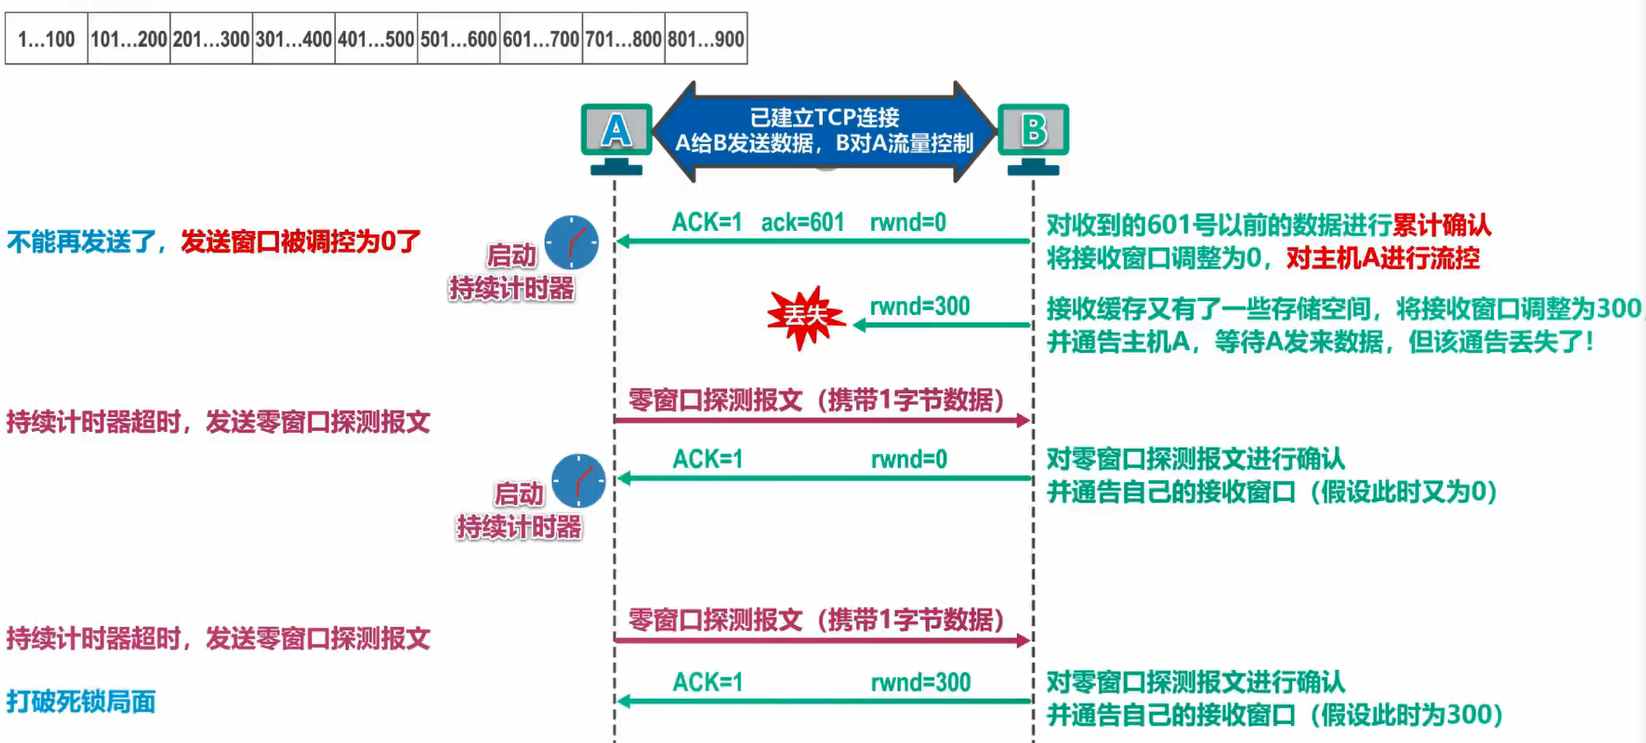 1...100 101...200 201...300 301...400 401...500 501...600 601...700 701...800 801...900
A
已建立TCP连接
A给B发送数据，B对A流量控制
B
不能再发送了，发送窗口被调控为0了
启动
持续计时器
ACK=1 ack=601 rwnd=0
对收到的601号以前的数据进行累计确认
将接收窗口调整为0，对主机A进行流控
丢失
rwnd=300
接收缓存又有了一些存储空间，将接收窗口调整为300，
并通告主机A，等待A发来数据，但该通告丢失了！
持续计时器超时，发送零窗口探测报文
零窗口探测报文（携带1字节数据）
启动
持续计时器
ACK=1 rwnd=0
对零窗口探测报文进行确认
并通告自己的接收窗口（假设此时又为0）
持续计时器超时，发送零窗口探测报文
零窗口探测报文（携带1字节数据）
打破死锁局面
ACK=1 rwnd=300
对零窗口探测报文进行确认
并通告自己的接收窗口（假设此时为300）